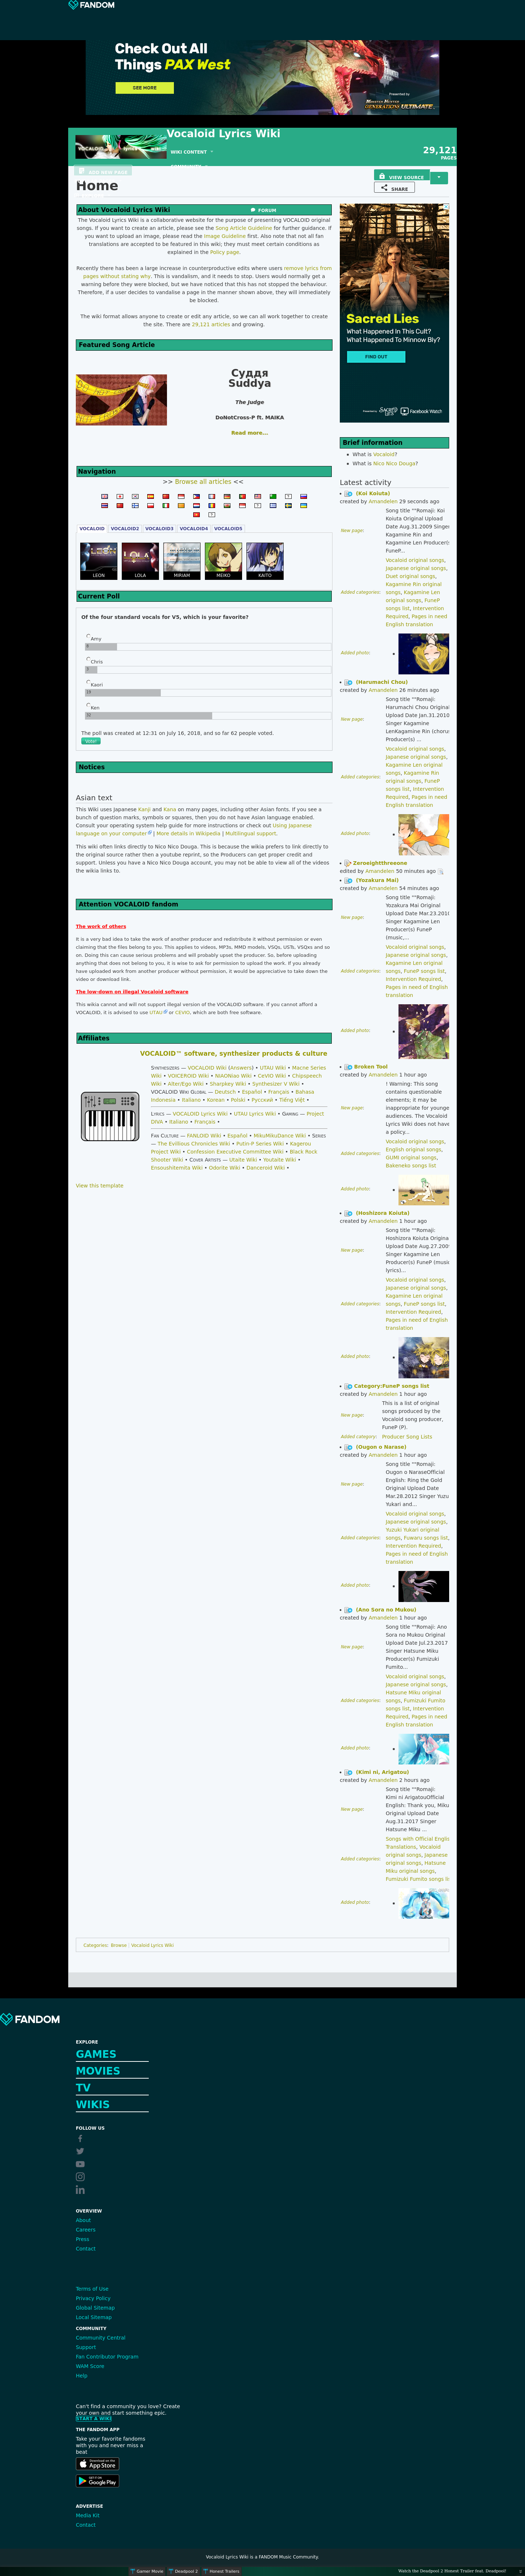 FANDOM
Check Out All
Things PAX West
SEE MORE
Presented by
Vocaloid Lyrics Wiki
WIKI CONTENT
29,121
PAGES
ADD NEW PAGE
VIEW SOURCE
SHARE
Home
About Vocaloid Lyrics Wiki
FORUM
The Vocaloid Lyrics Wiki is a collaborative website for the purpose of presenting VOCALOID original
songs. If you want to create an article, please see the Song Article Guideline for further guidance. If
you want to upload an image, please read the Image Guideline first. Also note that not all fan
translations are accepted to be featured in this wiki; they must meet certain conditions as
explained in the Policy page.
Recently there has been a large increase in counterproductive edits where users remove lyrics from
pages without stating why. This is unacceptable, and it needs to stop. Users would normally get a
warning before they were blocked, but we have noticed that this has not stopped the behaviour.
Therefore, if a user decides to vandalise a page in the manner shown above, they will immediately
be blocked.
The wiki format allows anyone to create or edit any article, so we can all work together to create
the site. There are 29,121 articles and growing.
Featured Song Article
Суддя
Suddya
The Judge
DoNotCross-P ft. MAIKA
Read more...
Navigation
>> Browse all articles <<
VOCALOID VOCALOID2 VOCALOID3 VOCALOID4 VOCALOID5
LEON LOLA MIRIAM MEIKO KAITO
Current Poll
Of the four standard vocals for V5, which is your favorite?
Amy
Chris
Kaori
Ken
The poll was created at 12:31 on July 16, 2018, and so far 62 people voted.
Vote!
Notices
Asian text
This Wiki uses Japanese Kanji and Kana on many pages, including other Asian fonts. If you see a
bunch of question marks, symbols or squares, then you do not have Asian language enabled.
Consult your operating system help guide for more instructions or check out Using Japanese
language on your computer | More details in Wikipedia | Multilingual support.
This wiki often links directly to Nico Nico Douga. This is because the wiki prefers to link directly to
the original source rather then a youtube reprint, so the Producers can get proper credit and
views. Unless a user has a Nico Nico Douga account, you may not be able to view all of the videos
the wiki links to.
Attention VOCALOID fandom
The work of others
It is a very bad idea to take the work of another producer and redistribute it without permission or even day
claiming that the files belong to you. This applies to videos, MP3s, MMD models, VSQs, USTs, VSQxs and so
on. Doing this can cause serious problems and will probably only upset the producer. So, before uploading
anything that does not belong to you, contact the creator and ask for permission to upload the work. If you already
have uploaded work from another producer without permission, it would be appreciative to take down the
video or download link.
The low-down on illegal Vocaloid software
This wikia cannot and will not support illegal version of the VOCALOID software. If you cannot afford a
VOCALOID, it is advised to use UTAU or CEVIO, which are both free software.
Affiliates
VOCALOID™ software, synthesizer products & culture
Synthesizers — VOCALOID Wiki (Answers) • UTAU Wiki • Macne Series
Wiki • VOICEROID Wiki • NIAONiao Wiki • CeVIO Wiki • Chipspeech
Wiki • Alter/Ego Wiki • Sharpkey Wiki • Synthesizer V Wiki •
VOCALOID Wiki Global — Deutsch • Español • Français • Bahasa
Indonesia • Italiano • Korean • Polski • Русский • Tiếng Việt •
Lyrics — VOCALOID Lyrics Wiki • UTAU Lyrics Wiki • Gaming — Project
DIVA • Italiana • Français •
Fan Culture — FANLOID Wiki • Español • MikuMikuDance Wiki • Series
— The Evillious Chronicles Wiki • Putin-P Series Wiki • Kagerou
Project Wiki • Confession Executive Committee Wiki • Black Rock
Shooter Wiki • Cover Artists — Utaite Wiki • Youtaite Wiki •
Ensoushitemita Wiki • Odorite Wiki • Danceroid Wiki •
View this template
Sacred Lies
What Happened In This Cult?
What Happened To Minnow Bly?
FIND OUT
Presented by SACRED LIES Facebook Watch
Brief information
What is Vocaloid?
What is Nico Nico Douga?
Latest activity
(Koi Koiuta)
created by Amandelen 29 seconds ago
New page:
Song title ""Romaji: Koi
Koiuta Original Upload
Date Aug.31.2009 Singer
Kagamine Rin and
Kagamine Len Producer(s)
FuneP...
Added categories:
Vocaloid original songs,
Japanese original songs,
Duet original songs,
Kagamine Rin original
songs, Kagamine Len
original songs, FuneP
songs list, Intervention
Required, Pages in need of
English translation
Added photo:
(Harumachi Chou)
created by Amandelen 26 minutes ago
New page:
Song title ""Romaji:
Harumachi Chou Original
Upload Date Jan.31.2010
Singer Kagamine
LenKagamine Rin (chorus)
Producer(s) ...
Added categories:
Vocaloid original songs,
Japanese original songs,
Kagamine Len original
songs, Kagamine Rin
original songs, FuneP
songs list, Intervention
Required, Pages in need of
English translation
Added photo:
Zeroeightthreeone
edited by Amandelen 50 minutes ago
(Yozakura Mai)
created by Amandelen 54 minutes ago
New page:
Song title ""Romaji:
Yozakura Mai Original
Upload Date Mar.23.2010
Singer Kagamine Len
Producer(s) FuneP
(music,...
Added categories:
Vocaloid original songs,
Japanese original songs,
Kagamine Len original
songs, FuneP songs list,
Intervention Required,
Pages in need of English
translation
Added photo:
Broken Tool
created by Amandelen 1 hour ago
New page:
! Warning: This song
contains questionable
elements; it may be
inappropriate for younger
audiences. The Vocaloid
Lyrics Wiki does not have
a policy...
Added categories:
Vocaloid original songs,
English original songs,
GUMI original songs,
Bakeneko songs list
Added photo:
(Hoshizora Koiuta)
created by Amandelen 1 hour ago
New page:
Song title ""Romaji:
Hoshizora Koiuta Original
Upload Date Aug.27.2009
Singer Kagamine Len
Producer(s) FuneP (music,
lyrics)...
Added categories:
Vocaloid original songs,
Japanese original songs,
Kagamine Len original
songs, FuneP songs list,
Intervention Required,
Pages in need of English
translation
Added photo:
Category:FuneP songs list
created by Amandelen 1 hour ago
New page:
This is a list of original
songs produced by the
Vocaloid song producer,
FuneP (P).
Added category:
Producer Song Lists
(Ougon o Narase)
created by Amandelen 1 hour ago
New page:
Song title ""Romaji:
Ougon o NaraseOfficial
English: Ring the Gold
Original Upload Date
Mar.28.2012 Singer Yuzuki
Yukari and...
Added categories:
Vocaloid original songs,
Japanese original songs,
Yuzuki Yukari original
songs, Fuwaru songs list,
Intervention Required,
Pages in need of English
translation
Added photo:
(Ano Sora no Mukou)
created by Amandelen 1 hour ago
New page:
Song title ""Romaji: Ano
Sora no Mukou Original
Upload Date Jul.23.2017
Singer Hatsune Miku
Producer(s) Fumizuki
Fumito...
Added categories:
Vocaloid original songs,
Japanese original songs,
Hatsune Miku original
songs, Fumizuki Fumito
songs list, Intervention
Required, Pages in need of
English translation
Added photo:
(Kimi ni, Arigatou)
created by Amandelen 2 hours ago
New page:
Song title ""Romaji:
Kimi ni, ArigatouOfficial
English: Thank you, Miku
Original Upload Date
Aug.31.2017 Singer
Hatsune Miku ...
Added categories:
Songs with Official English
Translations, Vocaloid
original songs, Japanese
original songs, Hatsune
Miku original songs,
Fumizuki Fumito songs list
Added photo:
Categories: Browse Vocaloid Lyrics Wiki
FANDOM
EXPLORE
GAMES
MOVIES
TV
WIKIS
FOLLOW US
OVERVIEW
About
Careers
Press
Contact
Terms of Use
Privacy Policy
Global Sitemap
Local Sitemap
COMMUNITY
Community Central
Support
Fan Contributor Program
WAM Score
Help
Can't find a community you love? Create
your own and start something epic.
START A WIKI
THE FANDOM APP
Take your favorite fandoms
with you and never miss a
beat
Download on the App Store
GET IT ON Google Play
ADVERTISE
Media Kit
Contact
Vocaloid Lyrics Wiki is a FANDOM Music Community.
Gamer Movie Deadpool 2 Honest Trailers
Watch the Deadpool 2 Honest Trailer feat. Deadpool!